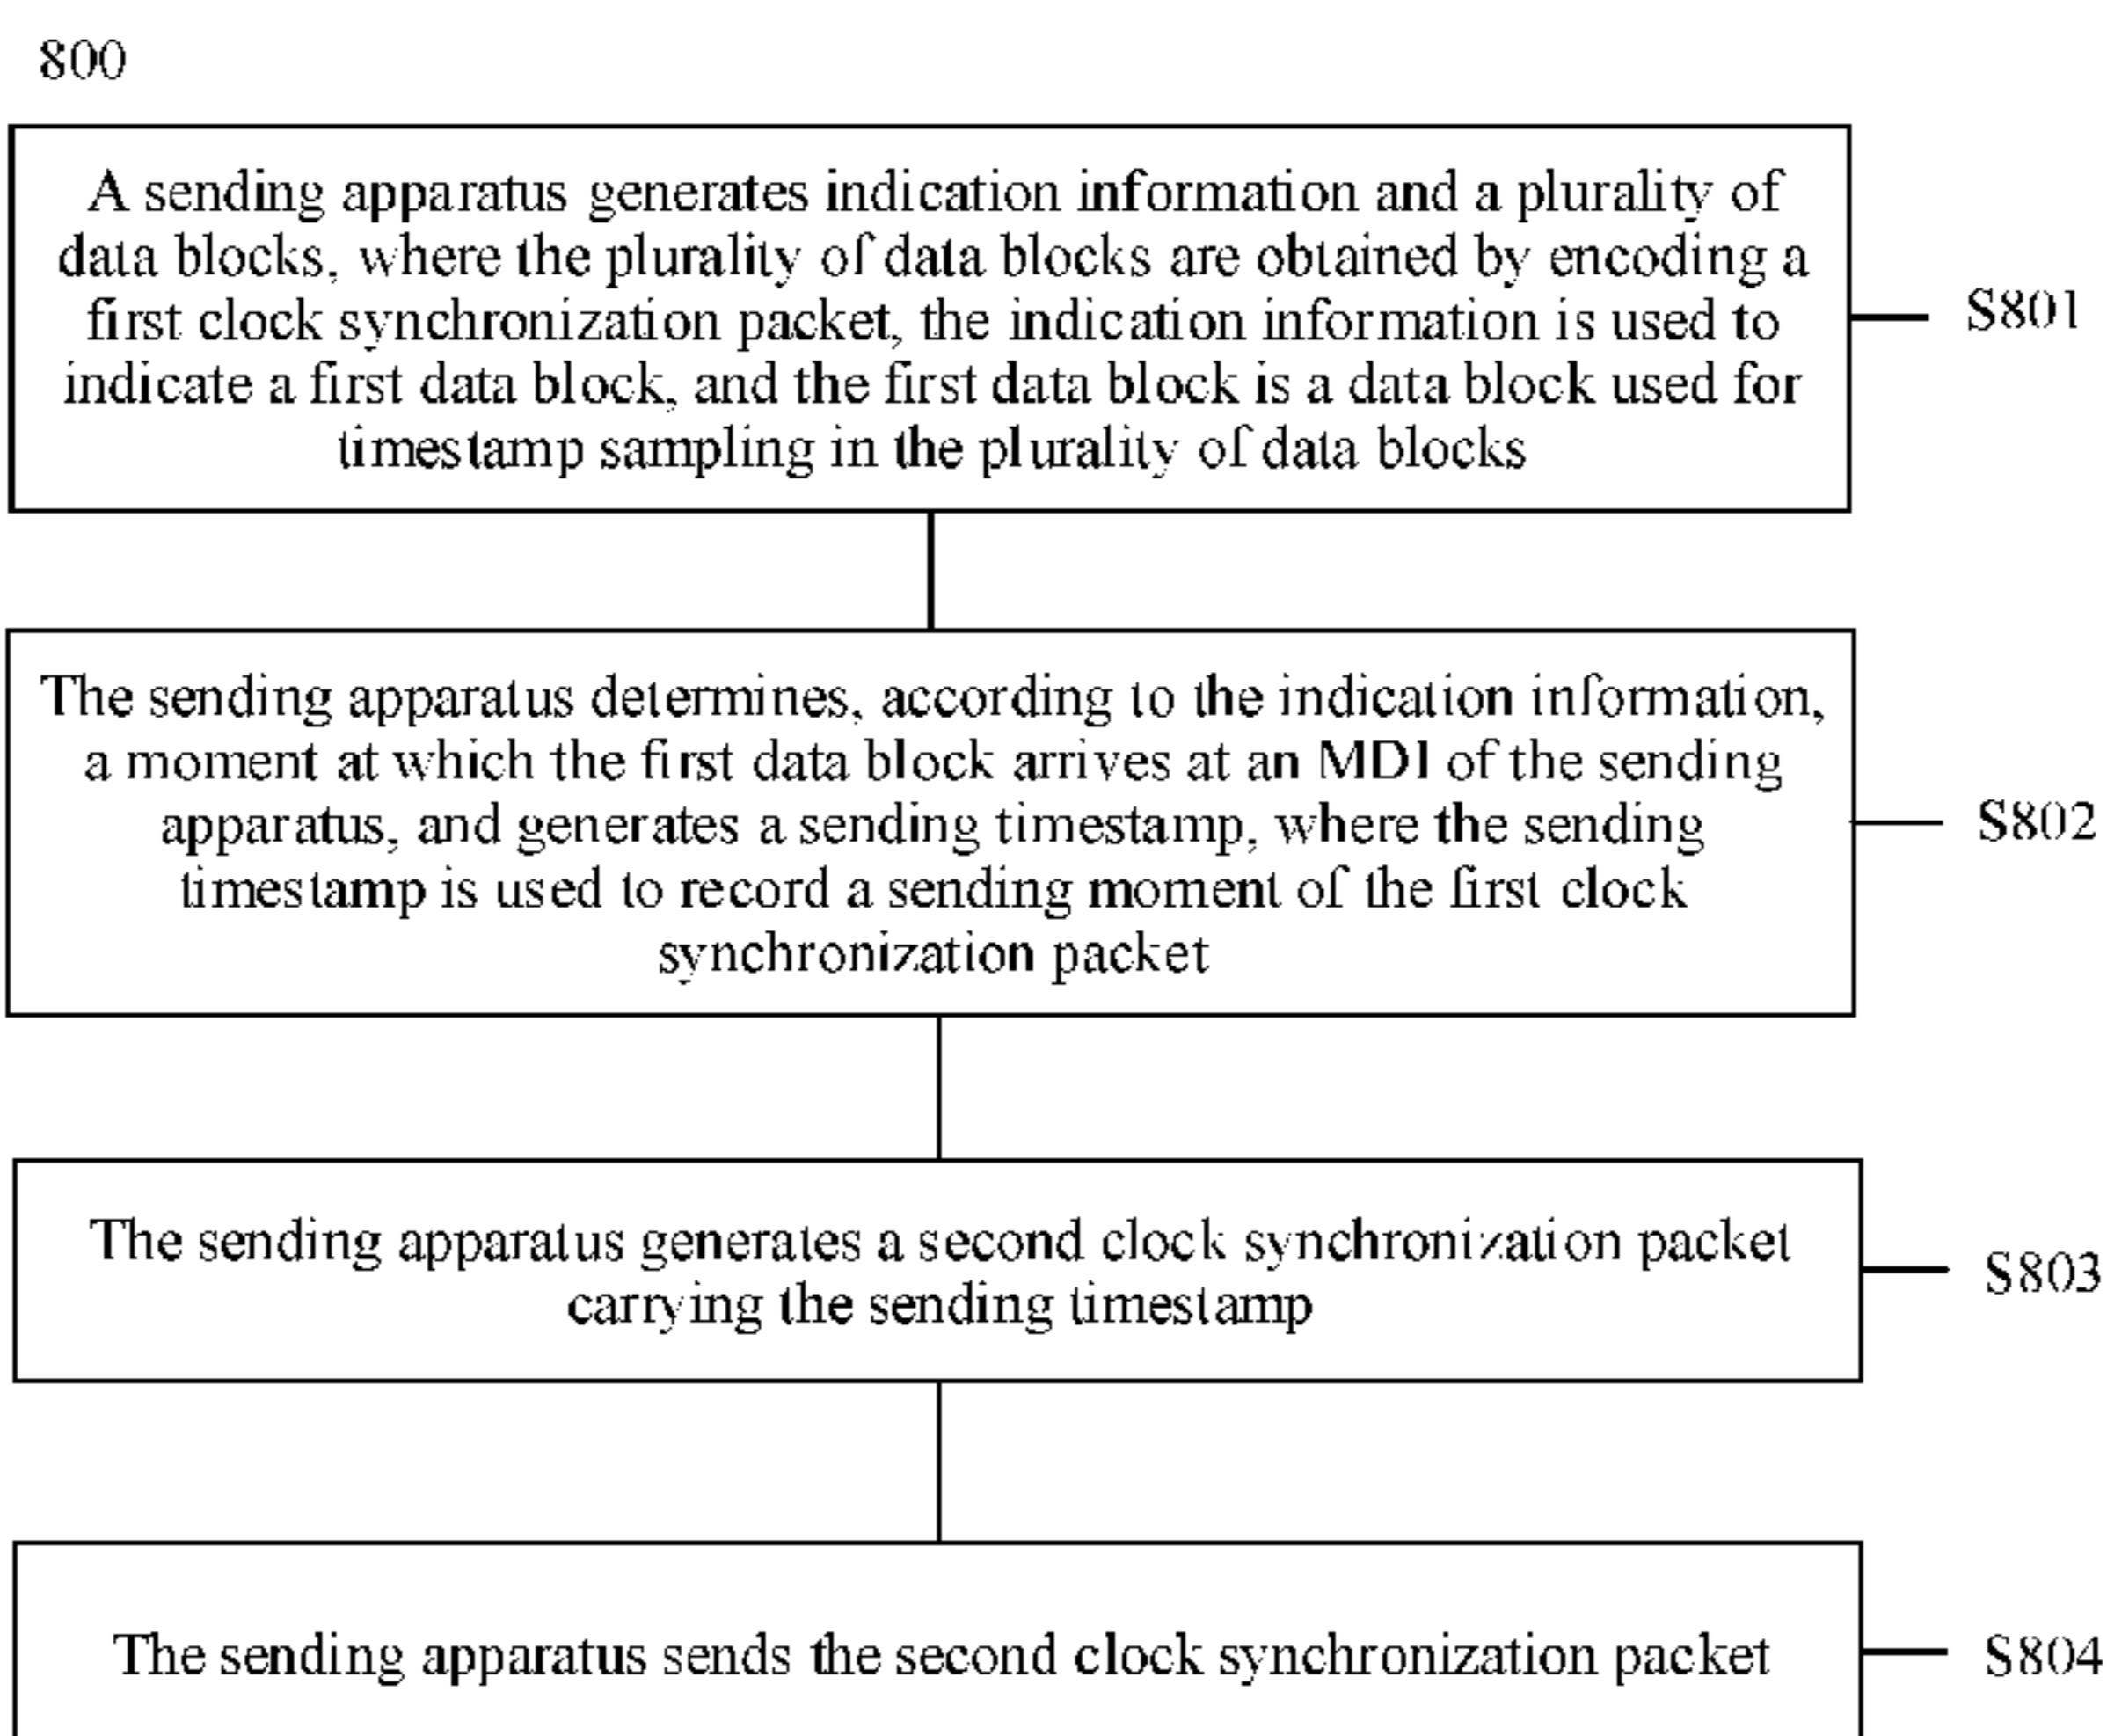 800
A sending apparatus generates indication information and a plurality of
data blocks, where the plurality of data blocks are obtained by encoding a
first clock synchronization packet, the indication information is used to
indicate a first data block, and the first data block is a data block used for
timestamp sampling in the plurality of data blocks
S801
The sending apparatus determines, according to the indication information,
a moment at which the first data block arrives at an MDI of the sending
apparatus, and generates a sending timestamp, where the sending
timestamp is used to record a sending moment of the first clock
synchronization packet
S802
The sending apparatus generates a second clock synchronization packet
carrying the sending timestamp
S803
The sending apparatus sends the second clock synchronization packet
S804